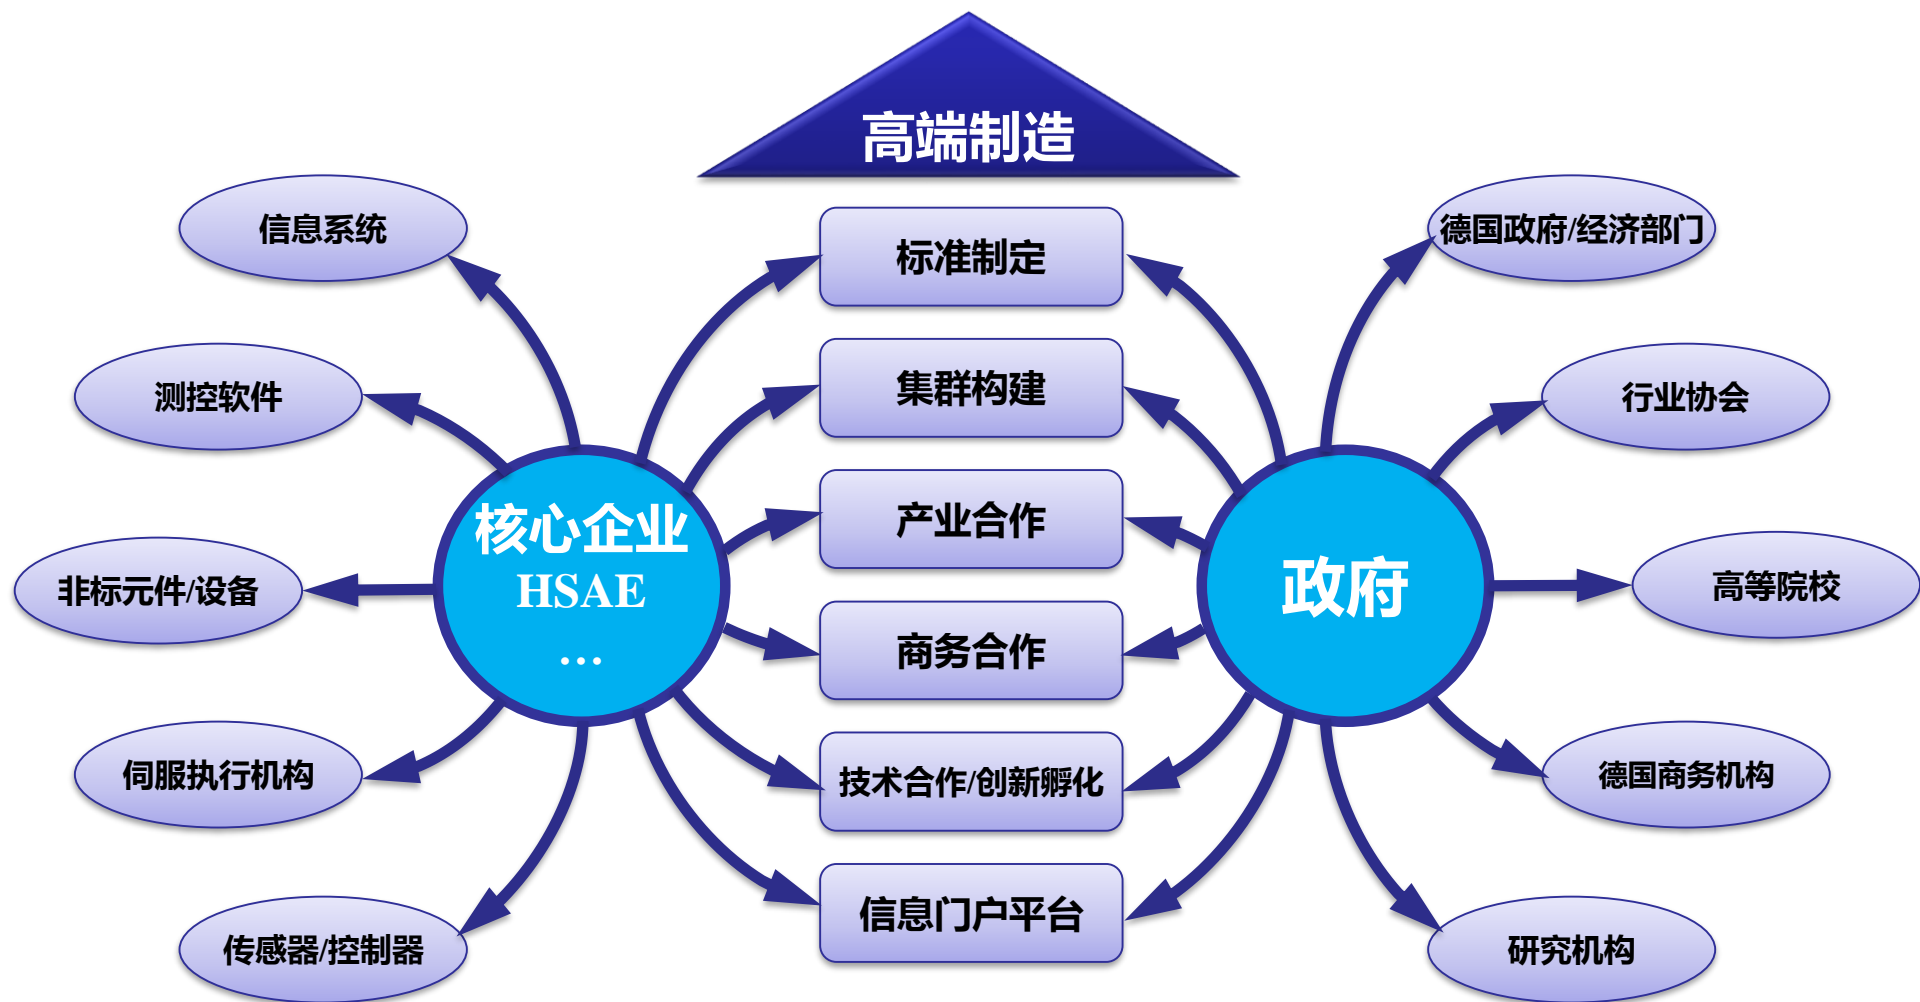 高端制造
信息系统
测控软件
非标元件/设备
伺服执行机构
传感器/控制器
核心企业
HSAE
…
标准制定
集群构建
产业合作
商务合作
技术合作/创新孵化
信息门户平台
政府
德国政府/经济部门
行业协会
高等院校
德国商务机构
研究机构